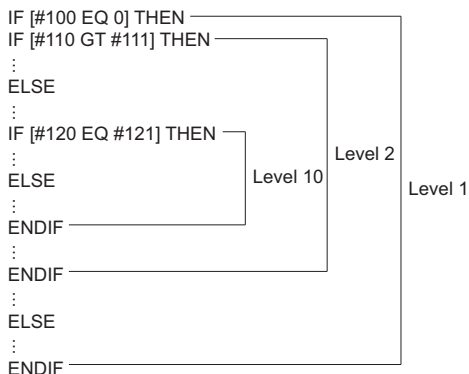 IF [#100 EQ 0] THEN
IF [#110 GT #111] THEN
⋮
ELSE
⋮
IF [#120 EQ #121] THEN
⋮
ELSE
⋮
ENDIF
⋮
ENDIF
⋮
ELSE
⋮
ENDIF
Level 10
Level 2
Level 1